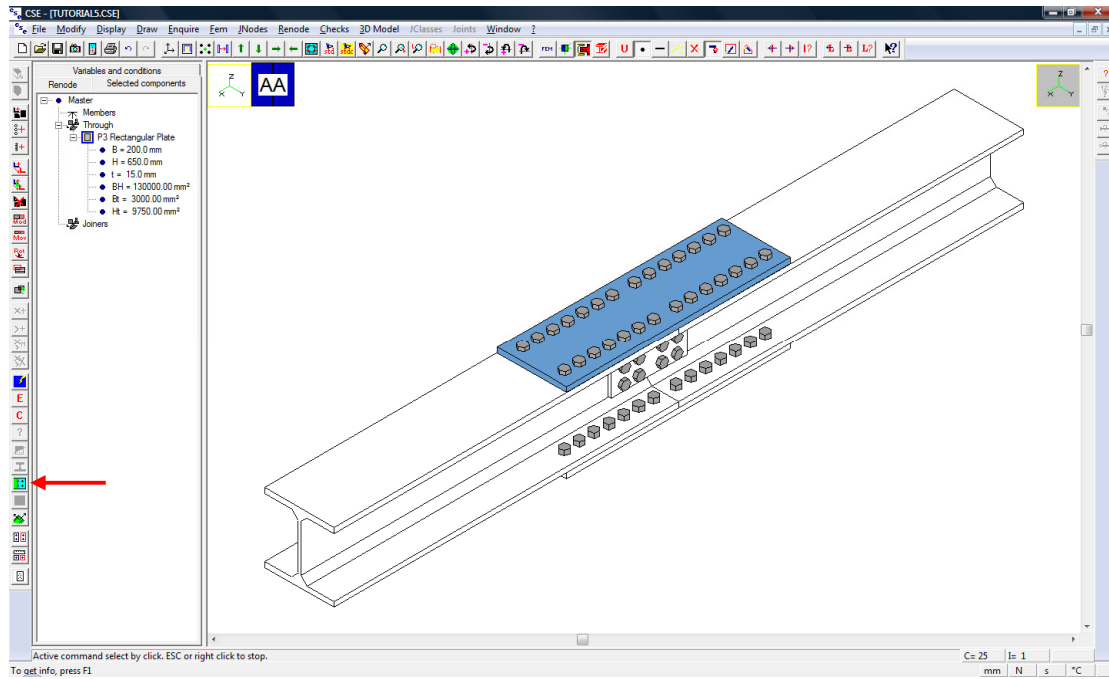 CSE - [TUTORIAL5.CSE]
File Modify Display Draw Enquire Fem JNodes Renode Checks 3D Model JClasses Joints Window ?
Variables and conditions
Renode Selected components
Master
Members
Through
P3 Rectangular Plate
B = 200.0 mm
H = 650.0 mm
t = 15.0 mm
BH = 130000.00 mm²
Bt = 3000.00 mm²
Ht = 9750.00 mm²
Joiners
Z
X Y
AA
Z
X Y
Mod
Mov
Rot
E
C
?
Active command select by click. ESC or right click to stop.
C= 25 I= 1
To get info, press F1
mm N s °C